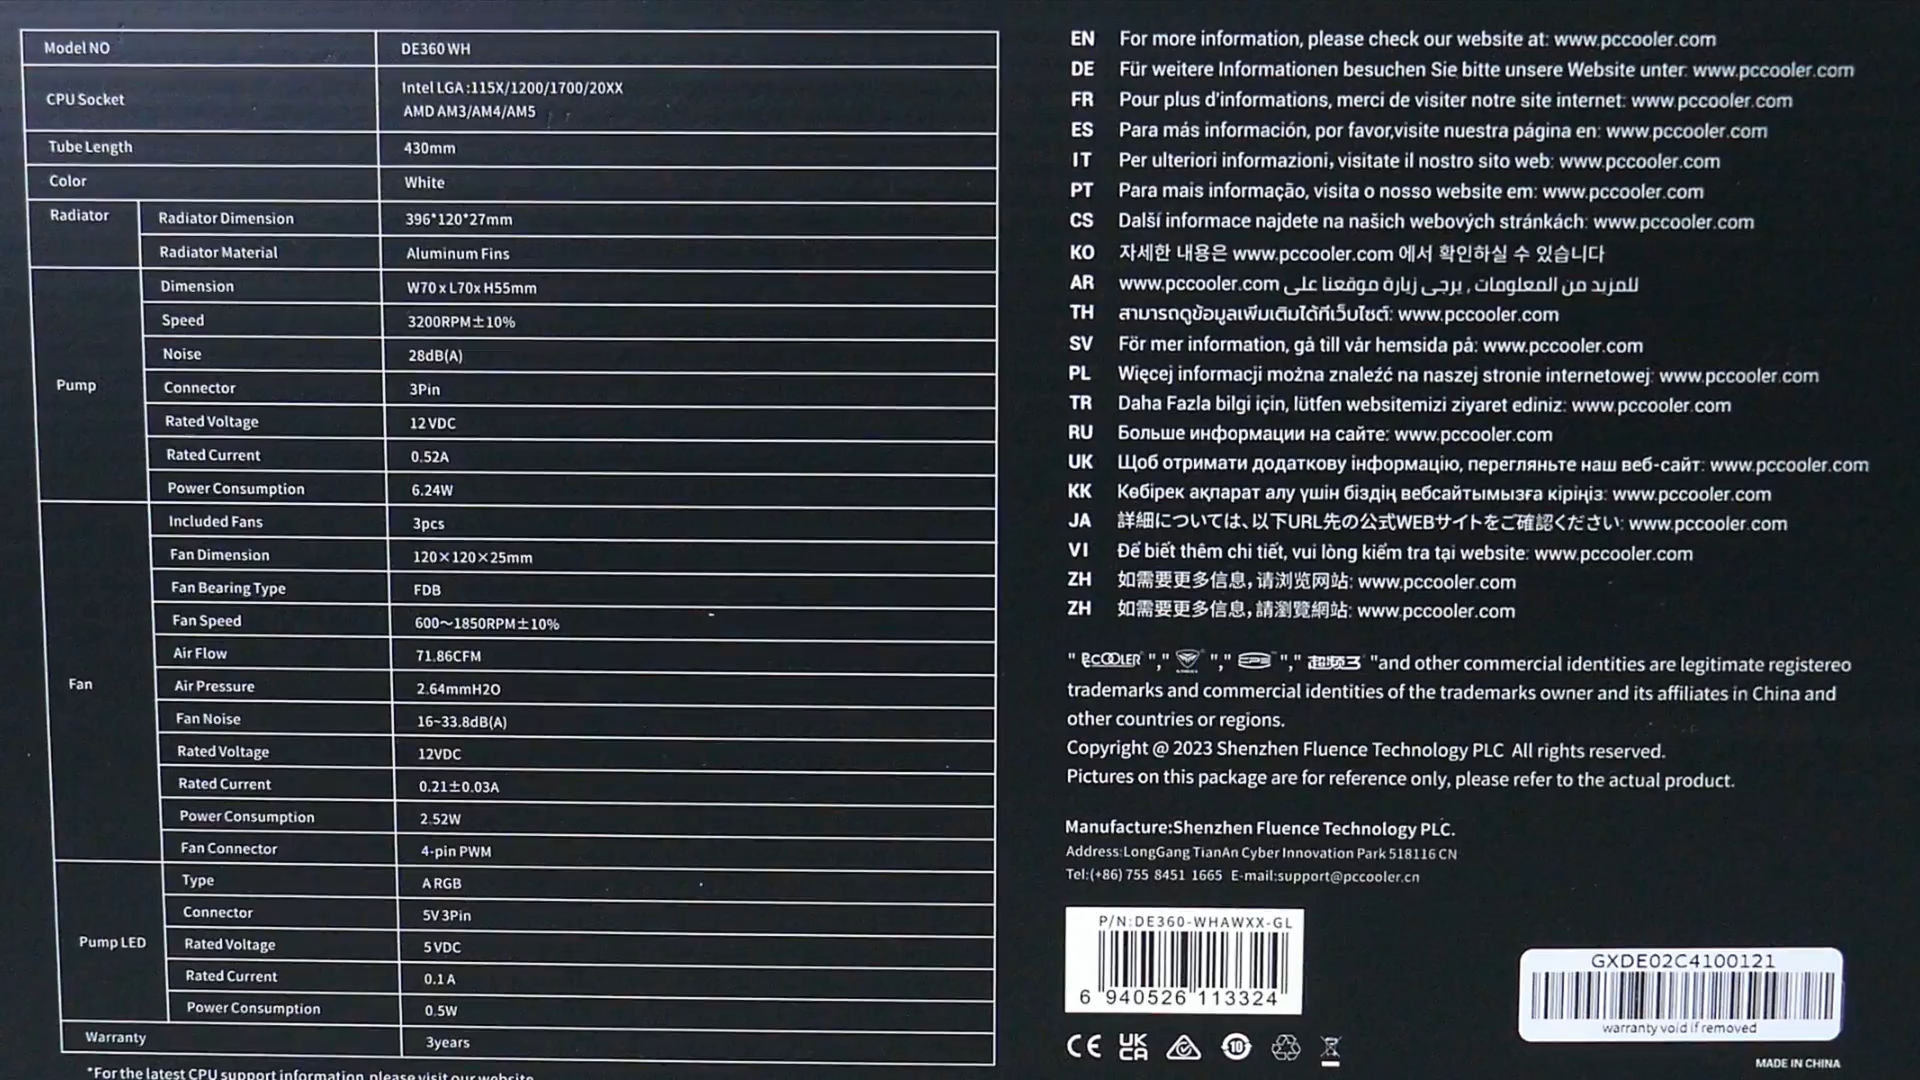 Model NO DE360 WH
CPU Socket Intel LGA :115X/1200/1700/20XX
AMD AM3/AM4/AM5
Tube Length 430mm
Color White
Radiator Radiator Dimension 396*120*27mm
Radiator Material Aluminum Fins
Pump Dimension W70 x L70x H55mm
Speed 3200RPM±10%
Noise 28dB(A)
Connector 3Pin
Rated Voltage 12 VDC
Rated Current 0.52A
Power Consumption 6.24W
Fan Included Fans 3pcs
Fan Dimension 120×120×25mm
Fan Bearing Type FDB
Fan Speed 600～1850RPM±10%
Air Flow 71.86CFM
Air Pressure 2.64mmH2O
Fan Noise 16~33.8dB(A)
Rated Voltage 12VDC
Rated Current 0.21±0.03A
Power Consumption 2.52W
Fan Connector 4-pin PWM
Pump LED Type A RGB
Connector 5V 3Pin
Rated Voltage 5 VDC
Rated Current 0.1 A
Power Consumption 0.5W
Warranty 3years
*For the latest CPU support information, please visit our website
EN For more information, please check our website at: www.pccooler.com
DE Für weitere Informationen besuchen Sie bitte unsere Website unter: www.pccooler.com
FR Pour plus d'informations, merci de visiter notre site internet: www.pccooler.com
ES Para más información, por favor,visite nuestra página en: www.pccooler.com
IT Per ulteriori informazioni, visitate il nostro sito web: www.pccooler.com
PT Para mais informação, visita o nosso website em: www.pccooler.com
CS Další informace najdete na našich webových stránkách: www.pccooler.com
KO 자세한 내용은 www.pccooler.com 에서 확인하실 수 있습니다
AR للمزيد من المعلومات , يرجى زيارة موقعنا على www.pccooler.com
TH สามารถดูข้อมูลเพิ่มเติมได้ที่เว็บไซต์: www.pccooler.com
SV För mer information, gå till vår hemsida på: www.pccooler.com
PL Więcej informacji można znaleźć na naszej stronie internetowej: www.pccooler.com
TR Daha Fazla bilgi için, lütfen websitemizi ziyaret ediniz: www.pccooler.com
RU Больше информации на сайте: www.pccooler.com
UK Щоб отримати додаткову інформацію, перегляньте наш веб-сайт: www.pccooler.com
KK Көбірек ақпарат алу үшін біздің вебсайтымызға кіріңіз: www.pccooler.com
JA 詳細については、以下URL先の公式WEBサイトをご確認ください: www.pccooler.com
VI Để biết thêm chi tiết, vui lòng kiểm tra tại website: www.pccooler.com
ZH 如需要更多信息，请浏览网站: www.pccooler.com
ZH 如需要更多信息，請瀏覽網站: www.pccooler.com
" PCCOOLER "," "," EPS "," 超频三 "and other commercial identities are legitimate registereo
trademarks and commercial identities of the trademarks owner and its affiliates in China and
other countries or regions.
Copyright @ 2023 Shenzhen Fluence Technology PLC All rights reserved.
Pictures on this package are for reference only, please refer to the actual product.
Manufacture:Shenzhen Fluence Technology PLC.
Address:LongGang TianAn Cyber Innovation Park 518116 CN
Tel:(+86) 755 8451 1665 E-mail:support@pccooler.cn
P/N:DE360-WHAWXX-GL
6 940526 113324
GXDE02C4100121
warranty void if removed
CE UK CA 10
MADE IN CHINA